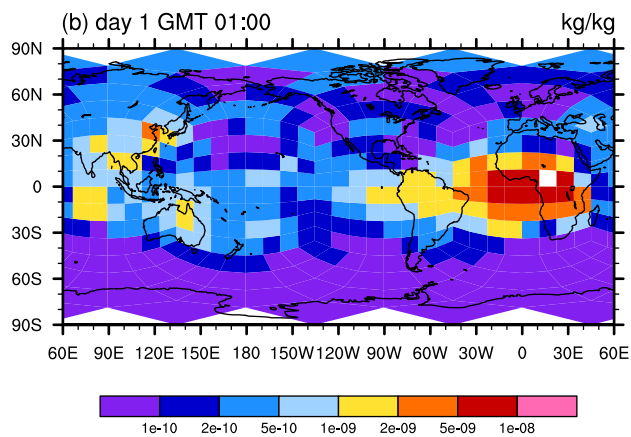 (b) day 1 GMT 01:00 kg/kg
90N
60N
30N
0
30S
60S
90S
60E 90E 120E 150E 180 150W 120W 90W 60W 30W 0 30E 60E
1e-10 2e-10 5e-10 1e-09 2e-09 5e-09 1e-08